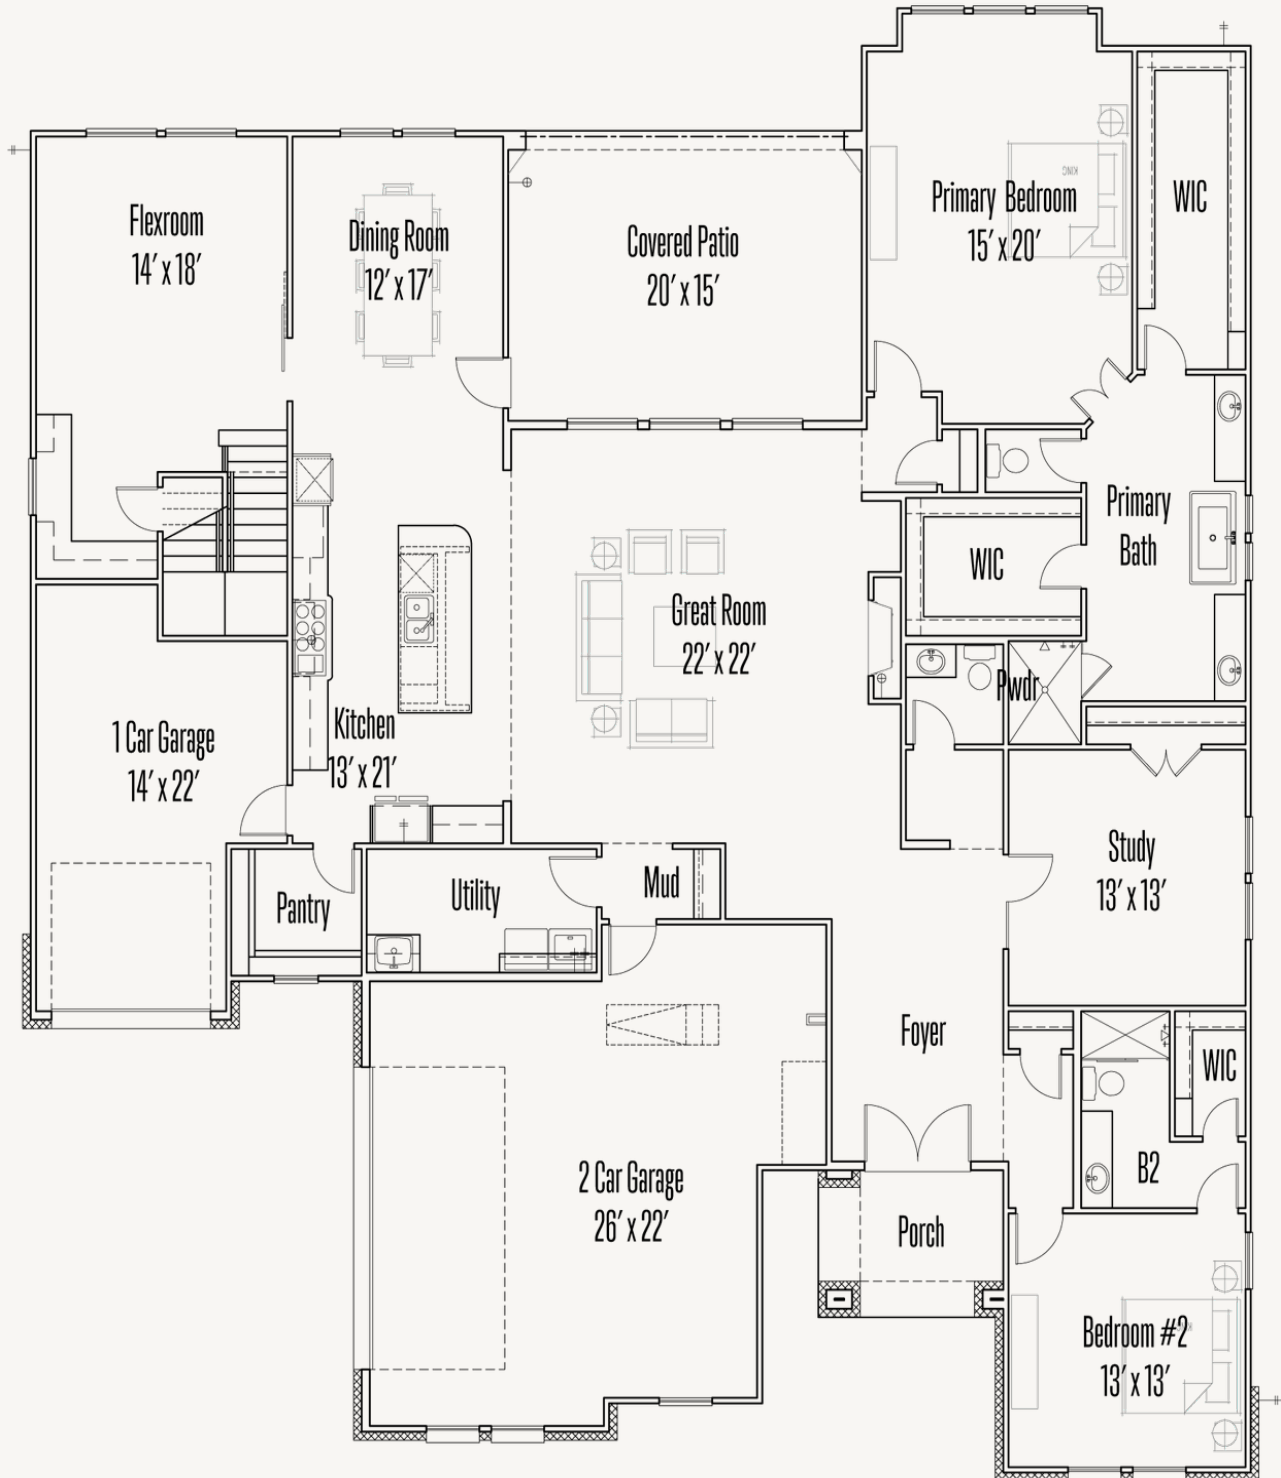 Flexroom
14' x 18'
Dining Room
12' x 17'
Covered Patio
20' x 15'
Primary Bedroom
15' x 20'
KING
WIC
Primary
Bath
WIC
Great Room
22' x 22'
Pwdr
1 Car Garage
14' x 22'
Kitchen
13' x 21'
Pantry
Utility
Mud
Study
13' x 13'
Foyer
WIC
B2
2 Car Garage
26' x 22'
Porch
Bedroom #2
13' x 13'